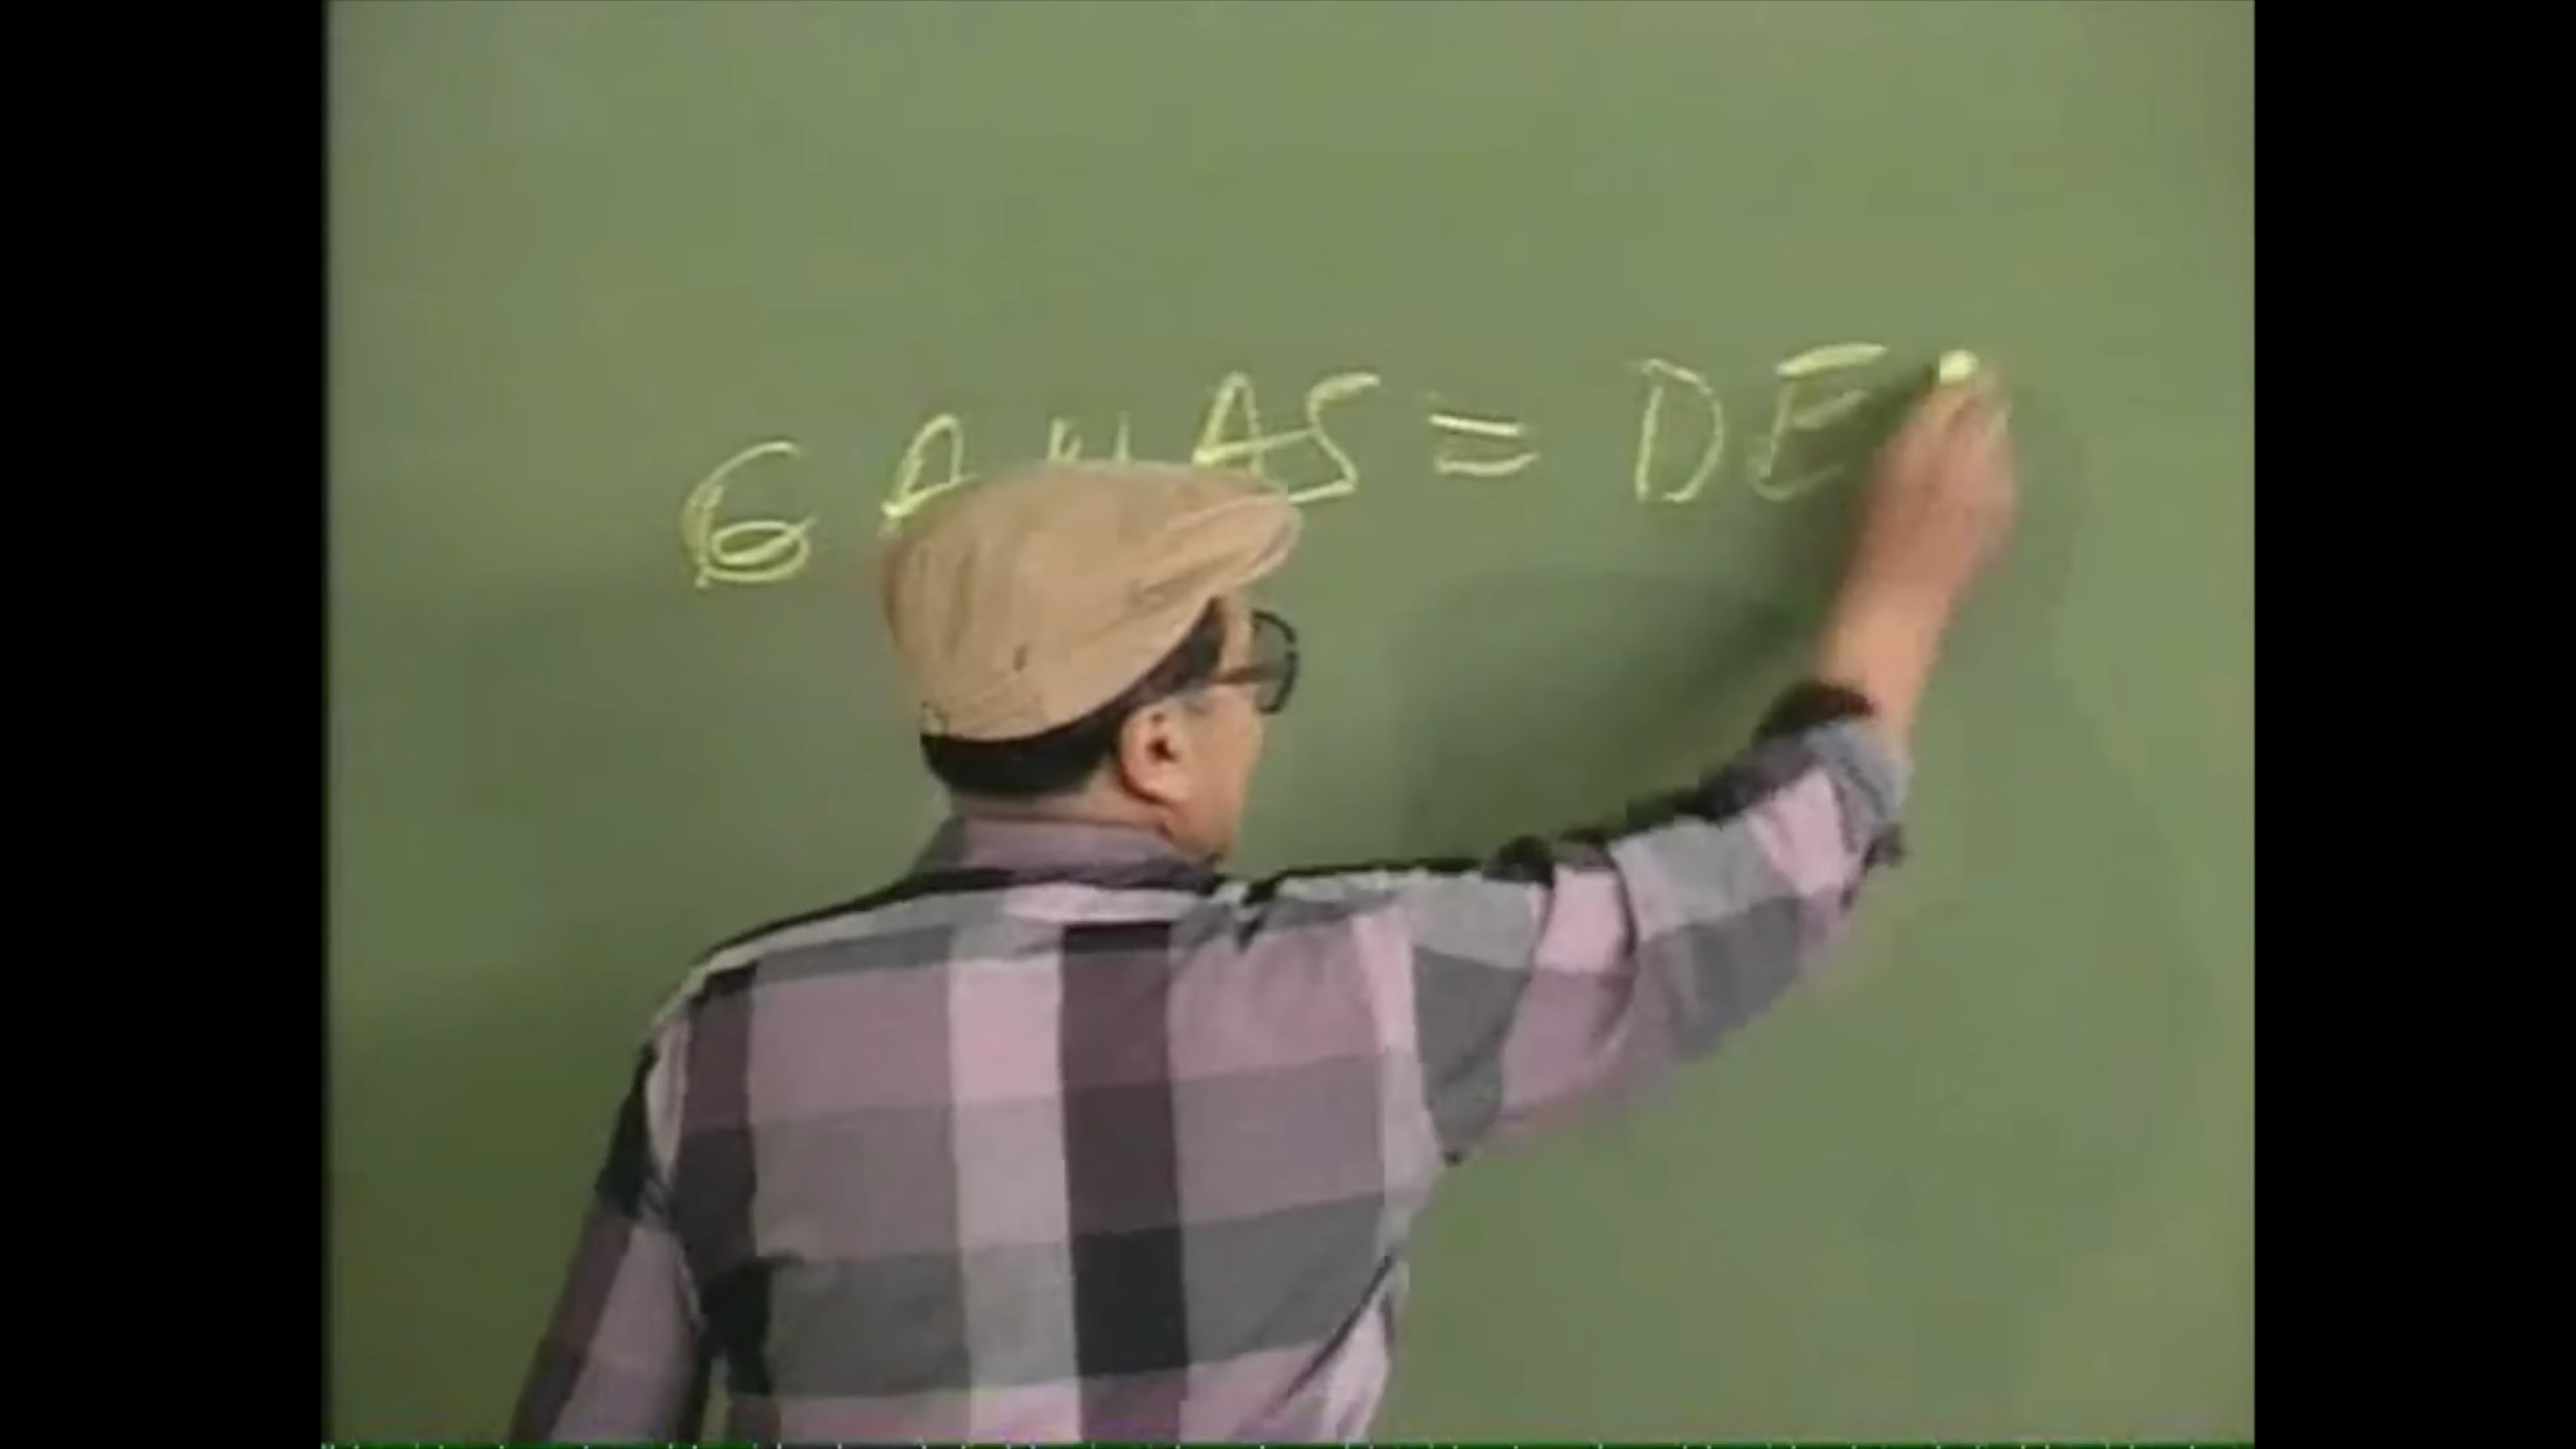 GANAS = DE